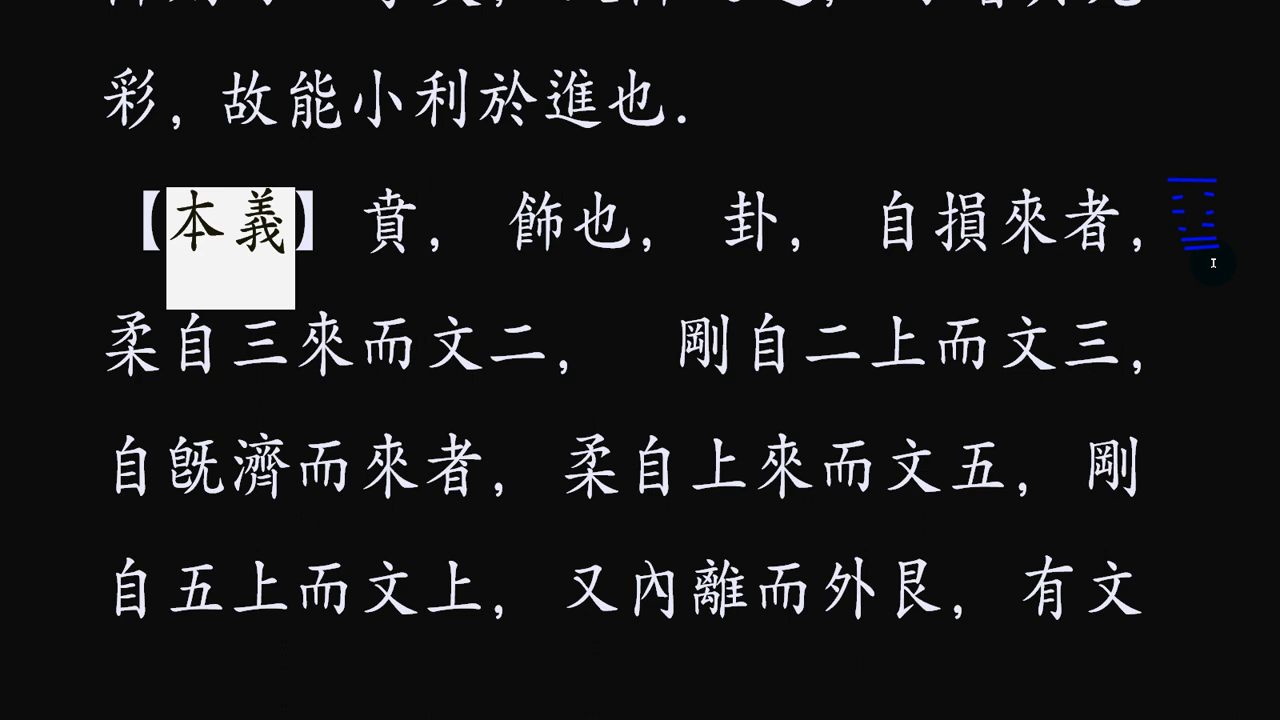 彩, 故能小利於進也.
【本義】 賁, 飾也, 卦, 自損來者,
柔自三來而文二, 剛自二上而文三,
自旣濟而來者, 柔自上來而文五, 剛
自五上而文上, 又內離而外艮, 有文